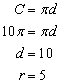 C = πd
10π = πd
d = 10
r = 5